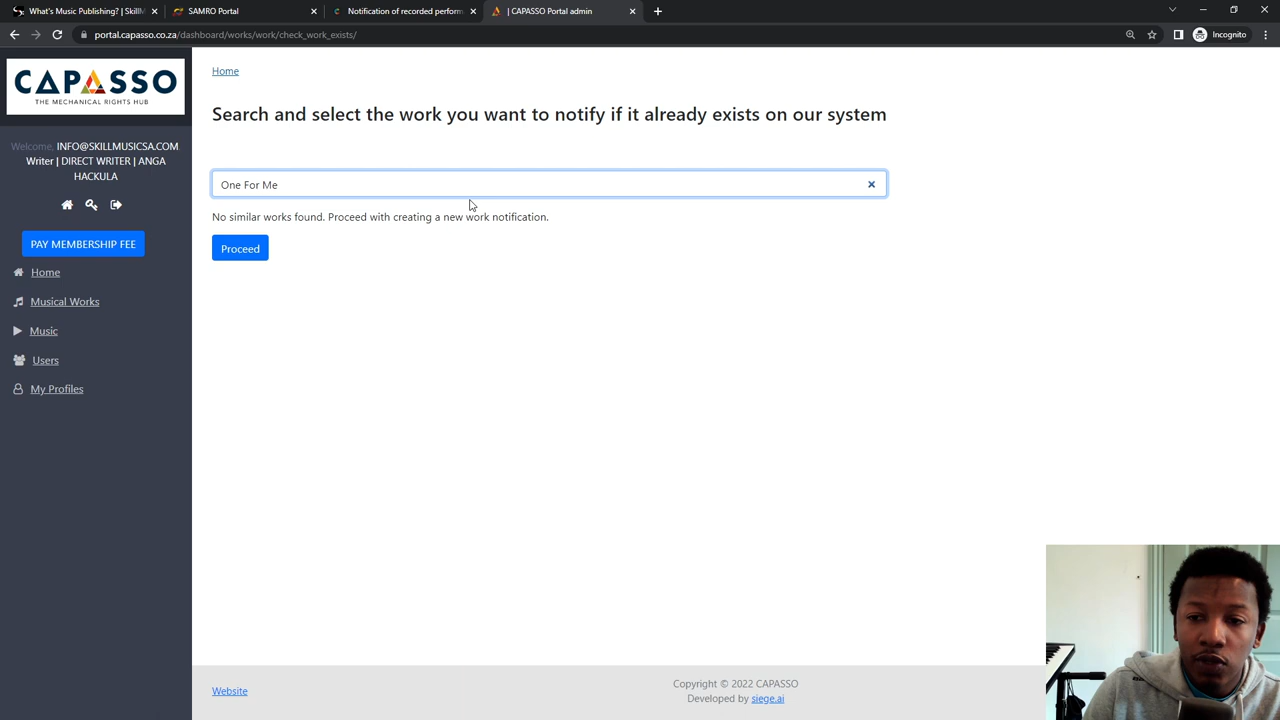 What's Music Publishing? | SkillM
SAMRO Portal
Notification of recorded perform
| CAPASSO Portal admin
portal.capasso.co.za/dashboard/works/work/check_work_exists/
Incognito
CAPASSO
THE MECHANICAL RIGHTS HUB
Welcome, INFO@SKILLMUSICSA.COM
Writer | DIRECT WRITER | ANGA
HACKULA
PAY MEMBERSHIP FEE
Home
Musical Works
Music
Users
My Profiles
Home
Search and select the work you want to notify if it already exists on our system
One For Me
No similar works found. Proceed with creating a new work notification.
Proceed
Website
Copyright © 2022 CAPASSO
Developed by siege.ai